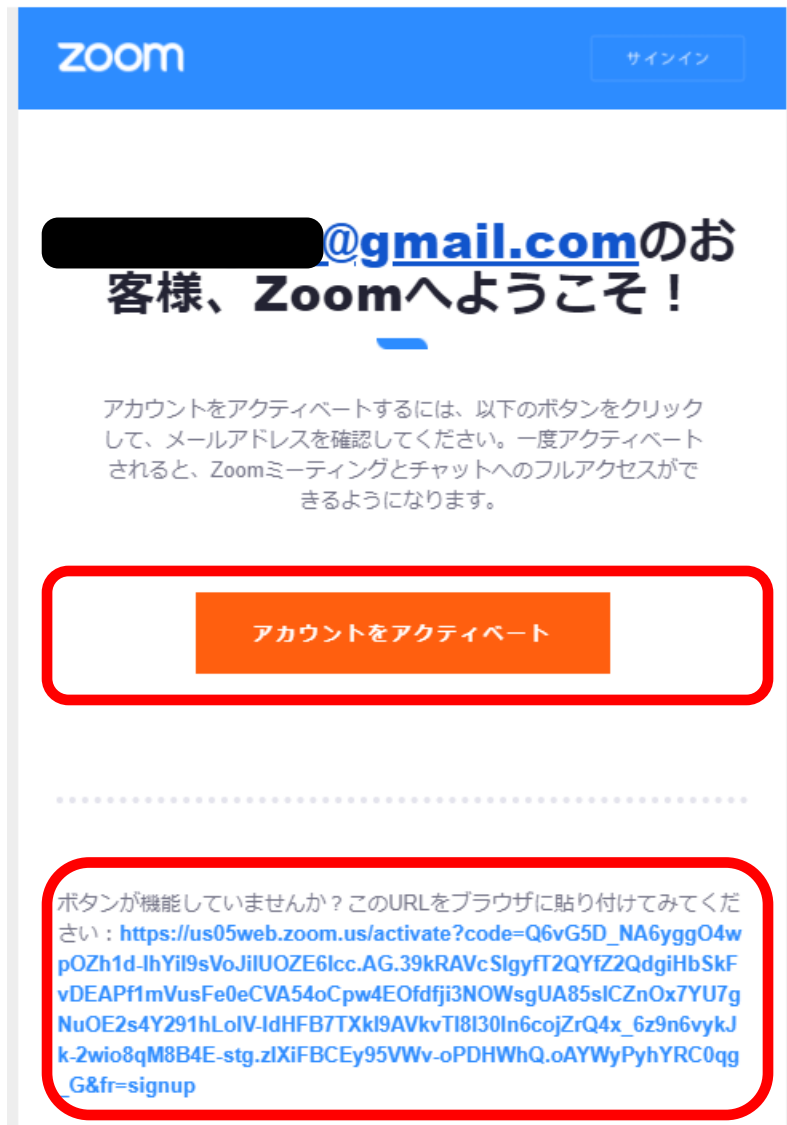 zoom
サインイン
@gmail.comのお
客様、Zoomへようこそ！
アカウントをアクティベートするには、以下のボタンをクリック
して、メールアドレスを確認してください。一度アクティベート
されると、Zoomミーティングとチャットへのフルアクセスがで
きるようになります。
アカウントをアクティベート
ボタンが機能していませんか？このURLをブラウザに貼り付けてみてくだ
さい：https://us05web.zoom.us/activate?code=Q6vG5D_NA6yggO4w
pOZh1d-IhYil9sVoJilUOZE6lcc.AG.39kRAVcSlgyfT2QYfZ2QdgiHbSkF
vDEAPf1mVusFe0eCVA54oCpw4EOfdfji3NOWsgUA85slCZnOx7YU7g
NuOE2s4Y291hLoIV-IdHFB7TXkl9AVkvTl8I30In6cojZrQ4x_6z9n6vykJ
k-2wio8qM8B4E-stg.zlXiFBCEy95VWv-oPDHWhQ.oAYWyPyhYRC0qg
_G&fr=signup